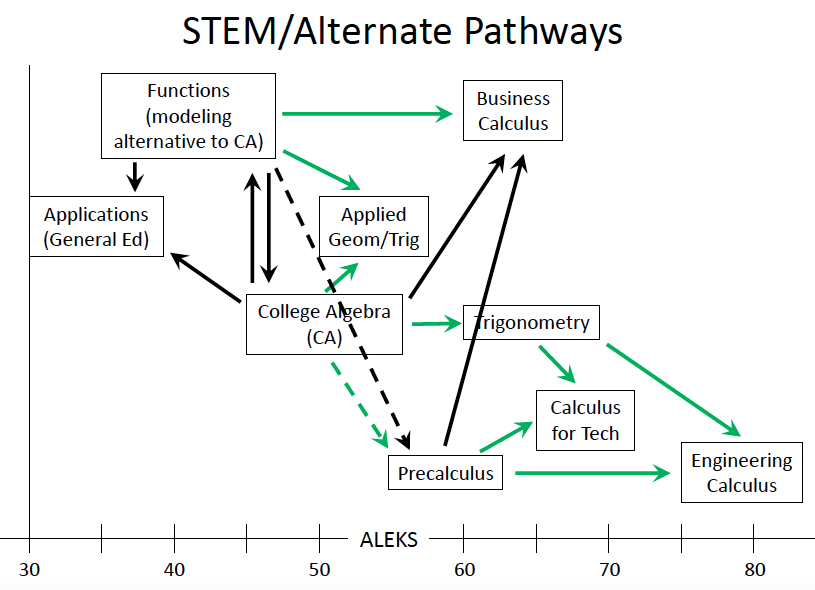 STEM/Alternate Pathways
Functions
(modeling
alternative to CA)
Business
Calculus
Applications
(General Ed)
Applied
Geom/Trig
College Algebra
(CA)
Trigonometry
Calculus
for Tech
Precalculus
Engineering
Calculus
ALEKS
30 40 50 60 70 80